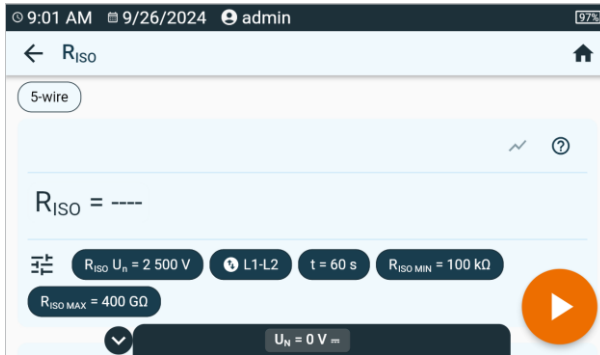 9:01 AM 9/26/2024 admin 97%
RISO
5-wire
RISO = ----
RISO Un = 2 500 V L1-L2 t = 60 s RISO MIN = 100 kΩ
RISO MAX = 400 GΩ
UN = 0 V